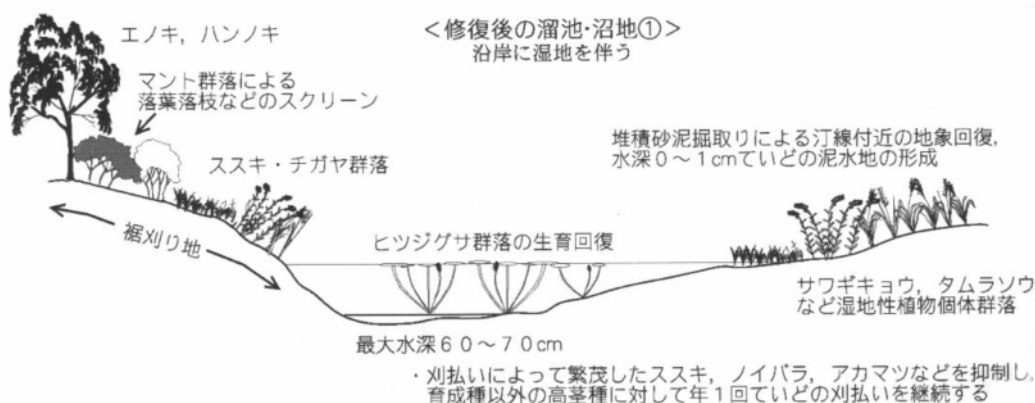 <修復後の溜池・沼地①>
沿岸に湿地を伴う
エノキ，ハンノキ
マント群落による
落葉落枝などのスクリーン
ススキ・チガヤ群落
裾刈り地
堆積砂泥掘取りによる汀線付近の地象回復，
水深0〜1cmていどの泥水地の形成
ヒツジグサ群落の生育回復
サワギキョウ，タムラソウ
など湿地性植物個体群落
最大水深60〜70cm
・刈払いによって繁茂したススキ，ノイバラ，アカマツなどを抑制し，
育成種以外の高茎種に対して年1回ていどの刈払いを継続する